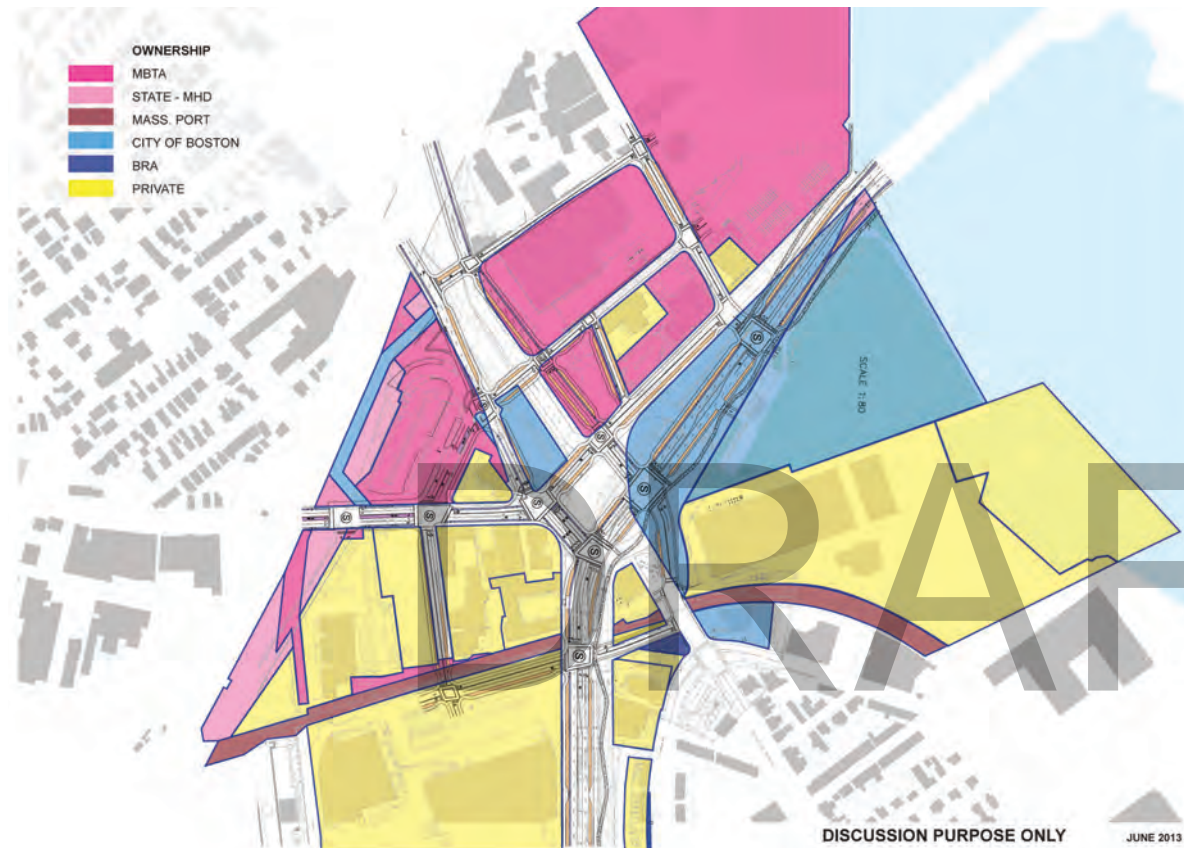 OWNERSHIP
MBTA
STATE - MHD
MASS. PORT
CITY OF BOSTON
BRA
PRIVATE
SCALE 1:80
S
S
S
S
S
S
S
S
DRAF
DISCUSSION PURPOSE ONLY
JUNE 2013